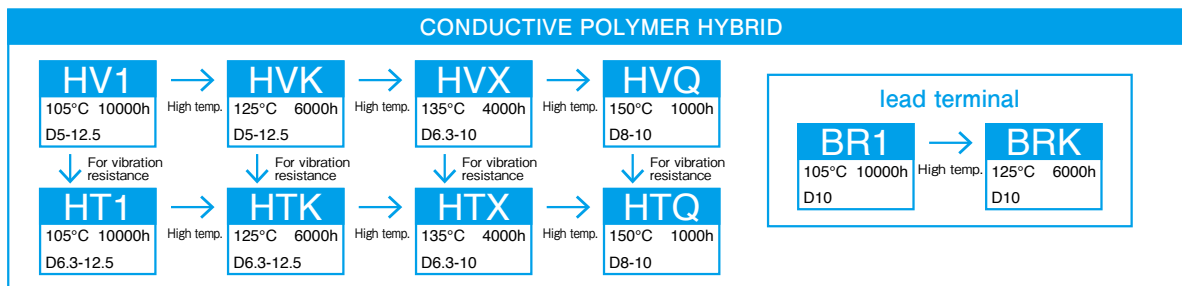 CONDUCTIVE POLYMER HYBRID
HV1
105°C 10000h
D5-12.5
High temp.
HVK
125°C 6000h
D5-12.5
High temp.
HVX
135°C 4000h
D6.3-10
High temp.
HVQ
150°C 1000h
D8-10
For vibration
resistance
For vibration
resistance
For vibration
resistance
For vibration
resistance
HT1
105°C 10000h
D6.3-12.5
High temp.
HTK
125°C 6000h
D6.3-12.5
High temp.
HTX
135°C 4000h
D6.3-10
High temp.
HTQ
150°C 1000h
D8-10
lead terminal
BR1
105°C 10000h
D10
High temp.
BRK
125°C 6000h
D10